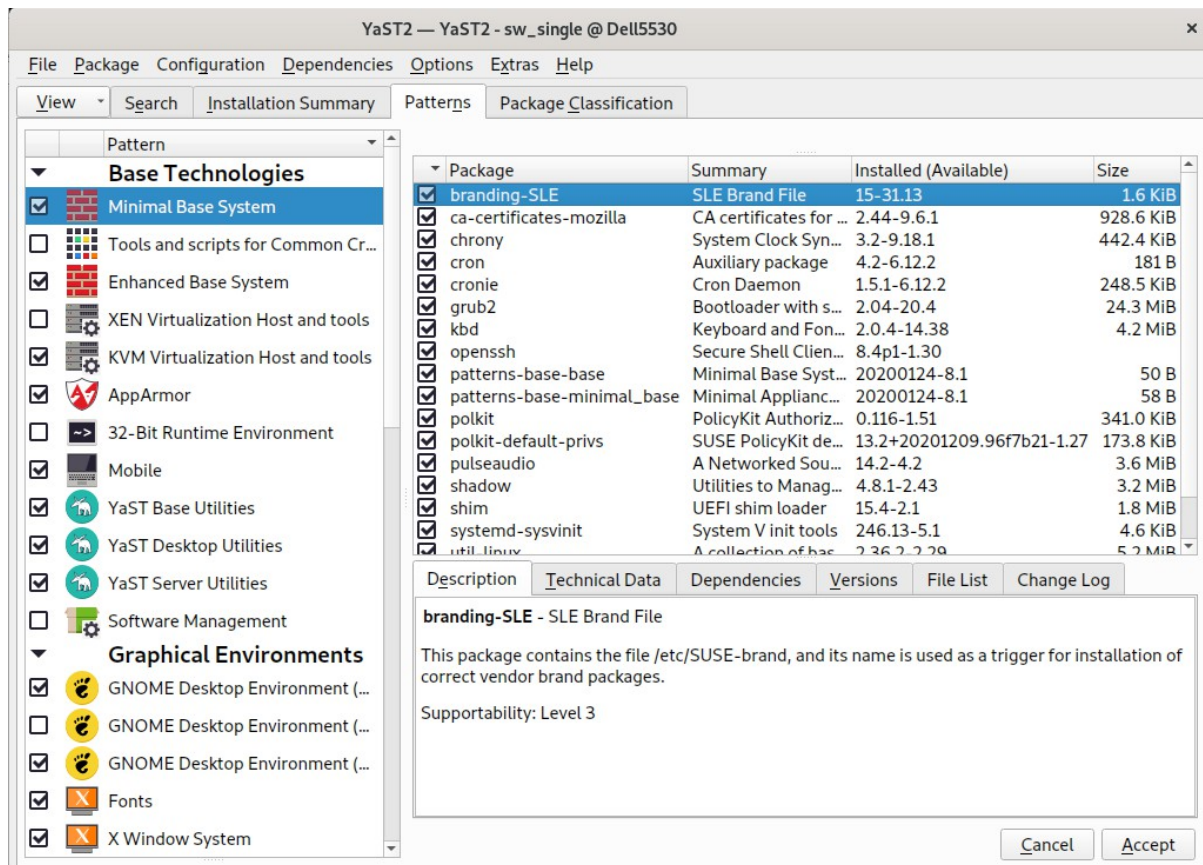 YaST2 — YaST2 - sw_single @ Dell5530 ×
File Package Configuration Dependencies Options Extras Help
View Search Installation Summary Patterns Package Classification
Pattern
Base Technologies
Minimal Base System
Tools and scripts for Common Cr...
Enhanced Base System
XEN Virtualization Host and tools
KVM Virtualization Host and tools
AppArmor
32-Bit Runtime Environment
Mobile
YaST Base Utilities
YaST Desktop Utilities
YaST Server Utilities
Software Management
Graphical Environments
GNOME Desktop Environment (...
GNOME Desktop Environment (...
GNOME Desktop Environment (...
Fonts
X Window System
Package Summary Installed (Available) Size
branding-SLE SLE Brand File 15-31.13 1.6 KiB
ca-certificates-mozilla CA certificates for ... 2.44-9.6.1 928.6 KiB
chrony System Clock Syn... 3.2-9.18.1 442.4 KiB
cron Auxiliary package 4.2-6.12.2 181 B
cronie Cron Daemon 1.5.1-6.12.2 248.5 KiB
grub2 Bootloader with s... 2.04-20.4 24.3 MiB
kbd Keyboard and Fon... 2.0.4-14.38 4.2 MiB
openssh Secure Shell Clien... 8.4p1-1.30
patterns-base-base Minimal Base Syst... 20200124-8.1 50 B
patterns-base-minimal_base Minimal Applianc... 20200124-8.1 58 B
polkit PolicyKit Authoriz... 0.116-1.51 341.0 KiB
polkit-default-privs SUSE PolicyKit de... 13.2+20201209.96f7b21-1.27 173.8 KiB
pulseaudio A Networked Sou... 14.2-4.2 3.6 MiB
shadow Utilities to Manag... 4.8.1-2.43 3.2 MiB
shim UEFI shim loader 15.4-2.1 1.8 MiB
systemd-sysvinit System V init tools 246.13-5.1 4.6 KiB
util-linux A collection of bas... 2.36.2-2.29 5.2 MiB
Description Technical Data Dependencies Versions File List Change Log
branding-SLE - SLE Brand File
This package contains the file /etc/SUSE-brand, and its name is used as a trigger for installation of
correct vendor brand packages.
Supportability: Level 3
Cancel Accept